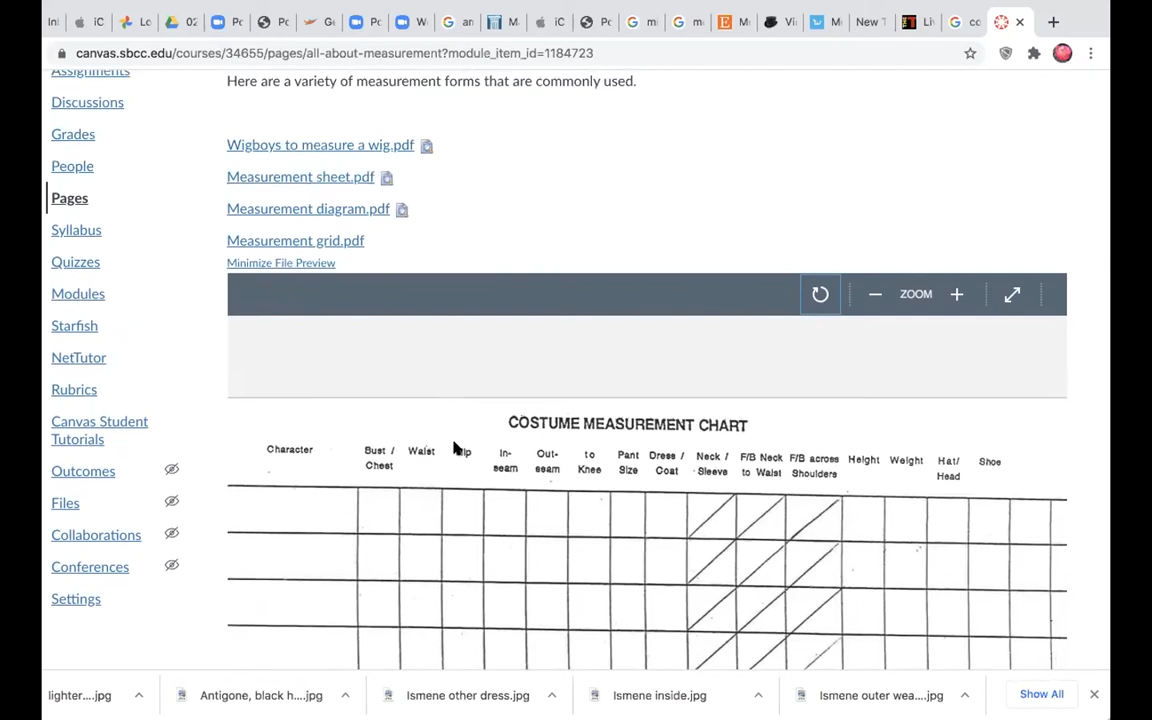 canvas.sbcc.edu/courses/34655/pages/all-about-measurement?module_item_id=1184723
Assignments
Discussions
Grades
People
Pages
Syllabus
Quizzes
Modules
Starfish
NetTutor
Rubrics
Canvas Student
Tutorials
Outcomes
Files
Collaborations
Conferences
Settings
Here are a variety of measurement forms that are commonly used.
Wigboys to measure a wig.pdf
Measurement sheet.pdf
Measurement diagram.pdf
Measurement grid.pdf
Minimize File Preview
ZOOM
COSTUME MEASUREMENT CHART
Character
Bust /
Chest
Waist
In-
seam
Out-
seam
to
Knee
Pant
Size
Dress /
Coat
Neck /
Sleeve
F/B Neck
to Waist
F/B across
Shoulders
Height
Weight
Hat/
Head
Shoe
lighter....jpg
Antigone, black h....jpg
Ismene other dress.jpg
Ismene inside.jpg
Ismene outer wea....jpg
Show All